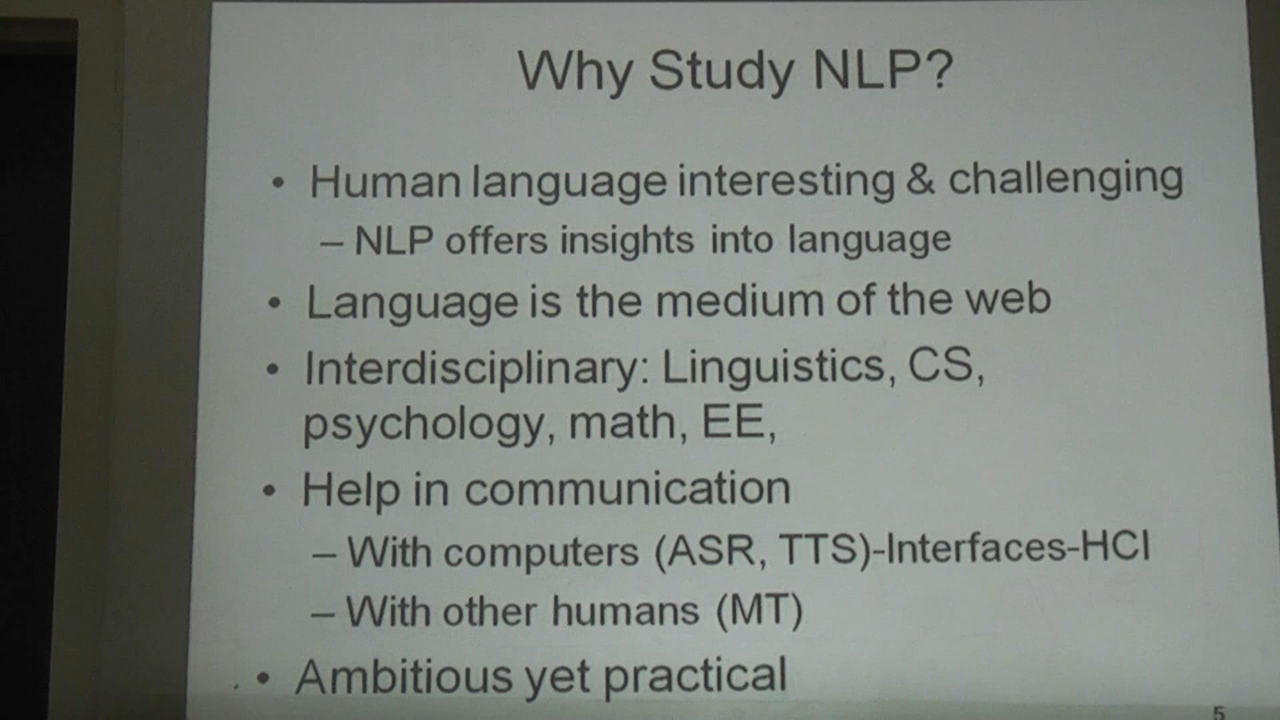 Why Study NLP?
• Human language interesting & challenging
– NLP offers insights into language
• Language is the medium of the web
• Interdisciplinary: Linguistics, CS,
psychology, math, EE,
• Help in communication
– With computers (ASR, TTS)-Interfaces-HCI
– With other humans (MT)
• Ambitious yet practical
5